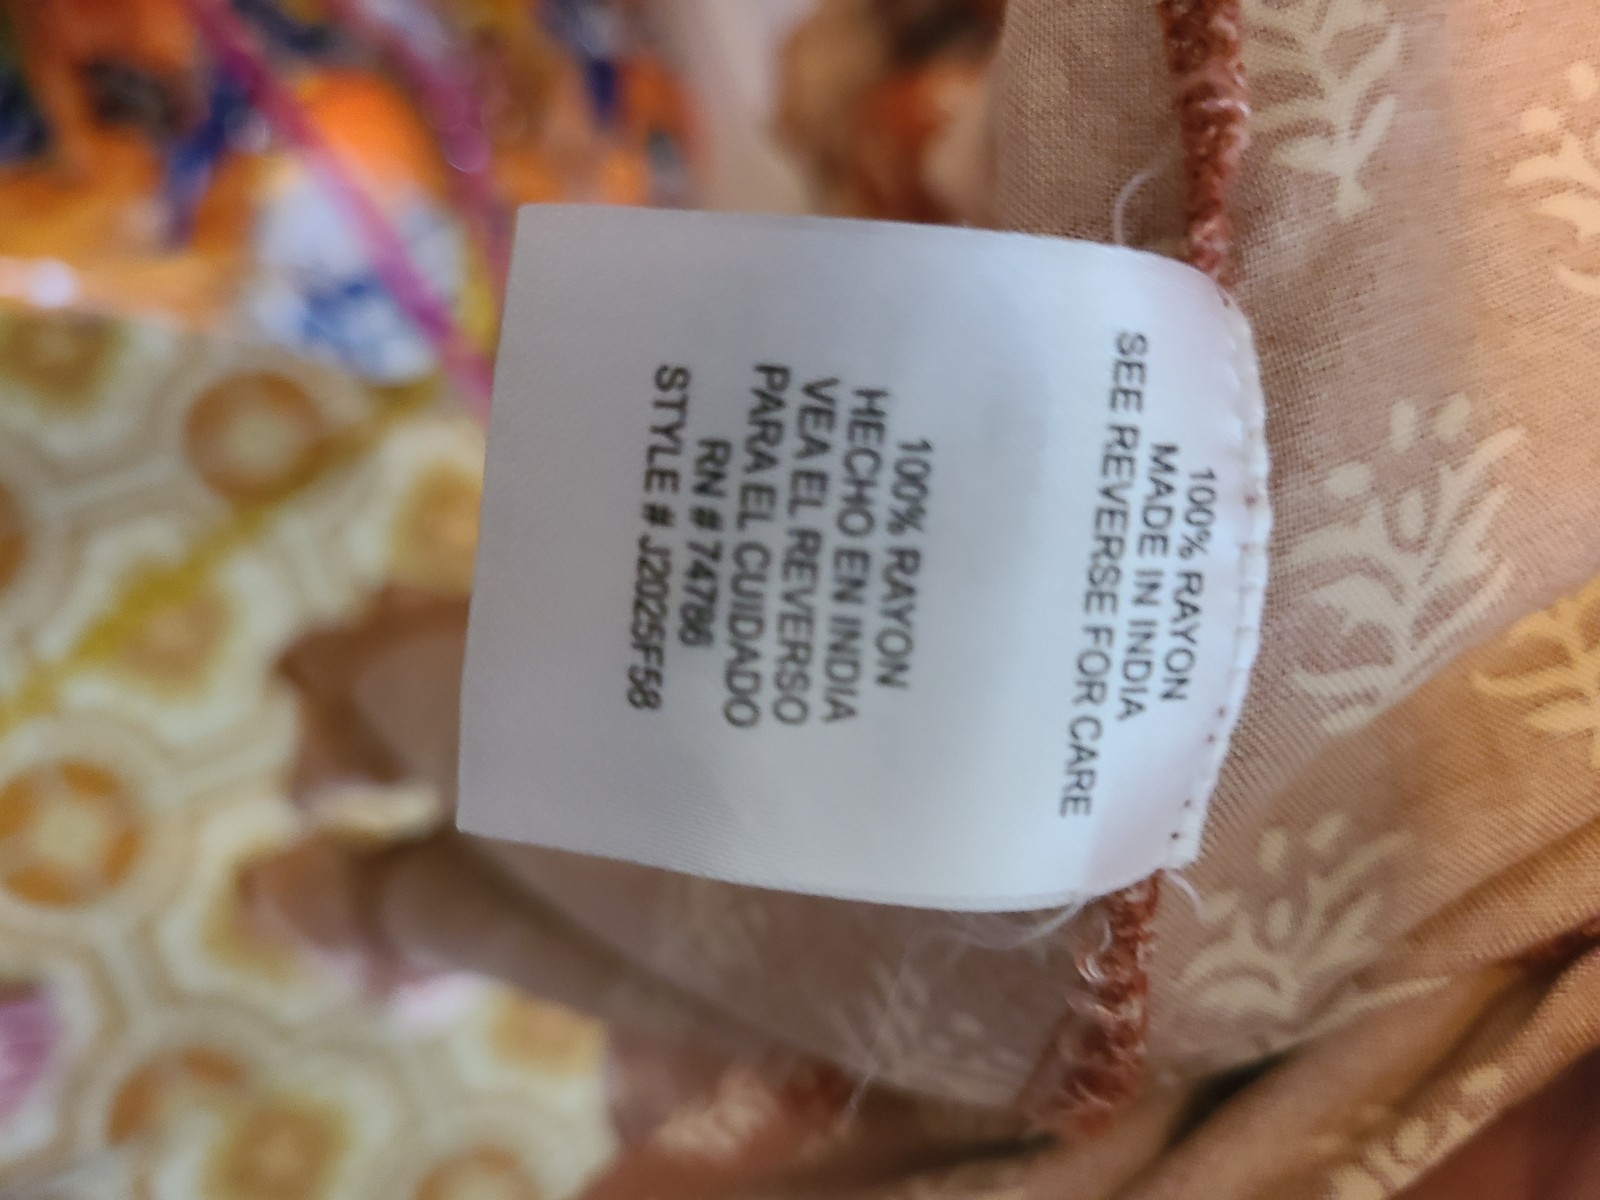 100% RAYON
MADE IN INDIA
SEE REVERSE FOR CARE
100% RAYON
HECHO EN INDIA
VEA EL REVERSO
PARA EL CUIDADO
RN # 74786
STYLE # J2025F58